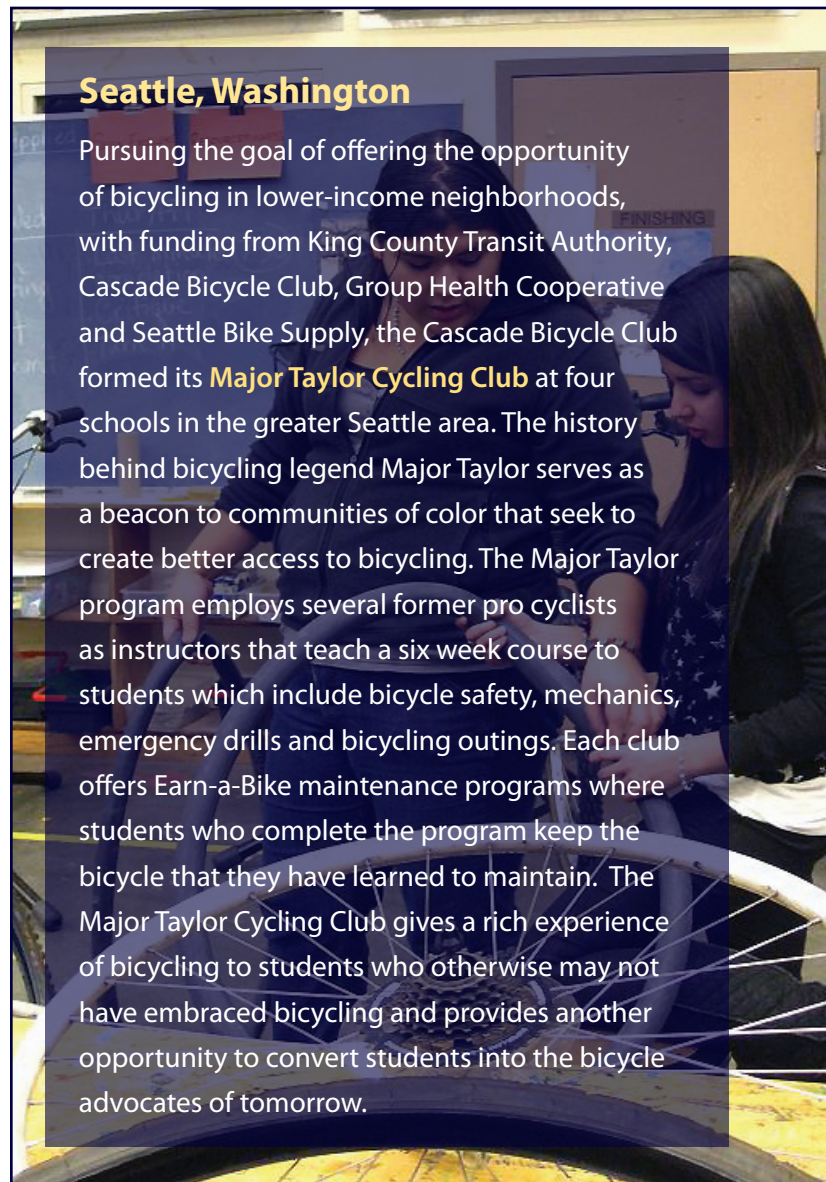 Seattle, Washington
Pursuing the goal of offering the opportunity
of bicycling in lower-income neighborhoods,
with funding from King County Transit Authority,
Cascade Bicycle Club, Group Health Cooperative
and Seattle Bike Supply, the Cascade Bicycle Club
formed its Major Taylor Cycling Club at four
schools in the greater Seattle area. The history
behind bicycling legend Major Taylor serves as
a beacon to communities of color that seek to
create better access to bicycling. The Major Taylor
program employs several former pro cyclists
as instructors that teach a six week course to
students which include bicycle safety, mechanics,
emergency drills and bicycling outings. Each club
offers Earn-a-Bike maintenance programs where
students who complete the program keep the
bicycle that they have learned to maintain.  The
Major Taylor Cycling Club gives a rich experience
of bicycling to students who otherwise may not
have embraced bicycling and provides another
opportunity to convert students into the bicycle
advocates of tomorrow.
FINISHING